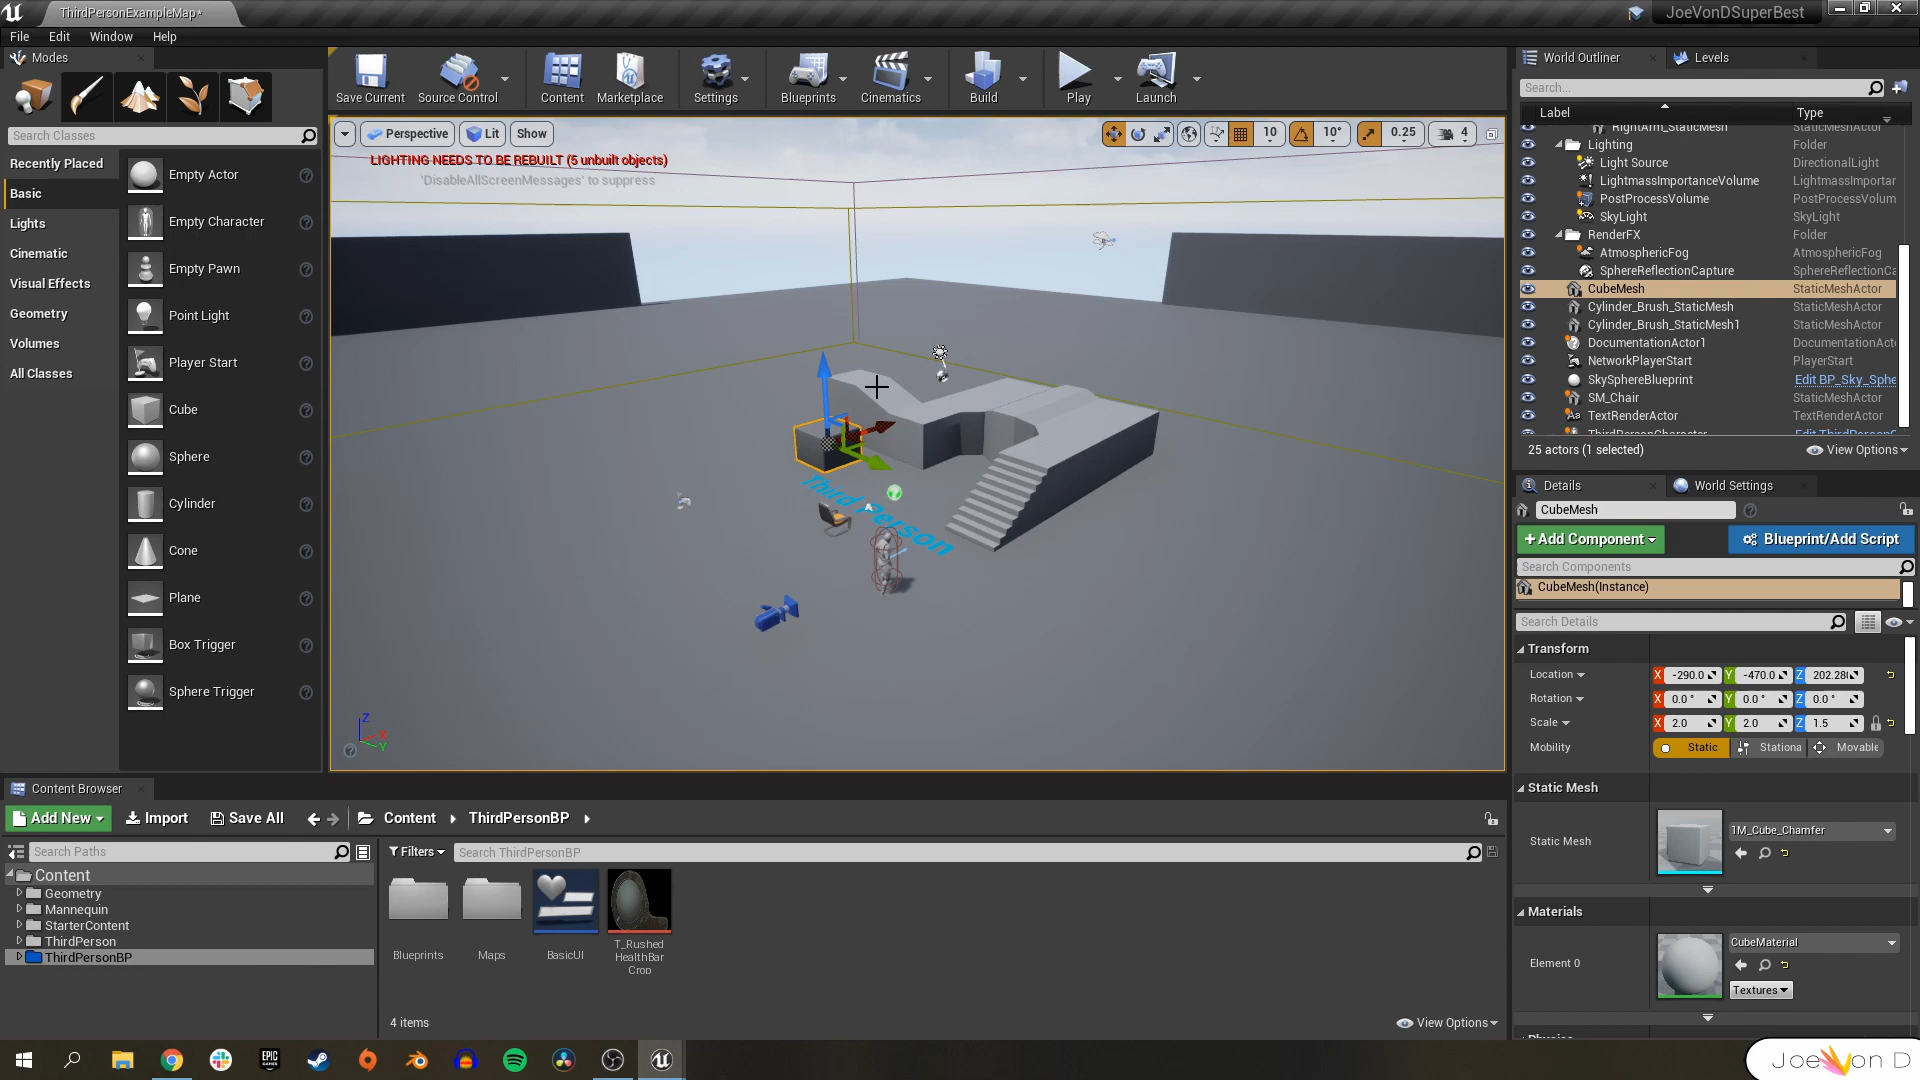 ThirdPersonExampleMap*
JoeVonDSuperBest
File Edit Window Help
Modes
Search Classes
Recently Placed
Basic
Lights
Cinematic
Visual Effects
Geometry
Volumes
All Classes
Empty Actor
Empty Character
Empty Pawn
Point Light
Player Start
Cube
Sphere
Cylinder
Cone
Plane
Box Trigger
Sphere Trigger
Save Current
Source Control
Content
Marketplace
Settings
Blueprints
Cinematics
Build
Play
Launch
Perspective
Lit
Show
10
10°
0.25
4
LIGHTING NEEDS TO BE REBUILT (5 unbuilt objects)
'DisableAllScreenMessages' to suppress
Third Person
Z
X
Y
World Outliner
Levels
Search...
Label Type
RightArm_StaticMesh StaticMeshActor
Lighting Folder
Light Source DirectionalLight
LightmassImportanceVolume LightmassImportar
PostProcessVolume PostProcessVolum
SkyLight SkyLight
RenderFX Folder
AtmosphericFog AtmosphericFog
SphereReflectionCapture SphereReflectionCa
CubeMesh StaticMeshActor
Cylinder_Brush_StaticMesh StaticMeshActor
Cylinder_Brush_StaticMesh1 StaticMeshActor
DocumentationActor1 DocumentationActo
NetworkPlayerStart PlayerStart
SkySphereBlueprint Edit BP_Sky_Sphe
SM_Chair StaticMeshActor
TextRenderActor TextRenderActor
25 actors (1 selected)
View Options
Details
World Settings
CubeMesh
+Add Component
Blueprint/Add Script
Search Components
CubeMesh(Instance)
Search Details
Transform
Location X -290.0 Y -470.0 Z 202.28
Rotation X 0.0 ° Y 0.0 ° Z 0.0 °
Scale X 2.0 Y 2.0 Z 1.5
Mobility Static Stationa Movable
Static Mesh
Static Mesh
1M_Cube_Chamfer
Materials
CubeMaterial
Element 0
Textures
Content Browser
Add New
Import
Save All
Content
ThirdPersonBP
Search Paths
Filters
Search ThirdPersonBP
Content
Geometry
Mannequin
StarterContent
ThirdPerson
ThirdPersonBP
Blueprints
Maps
BasicUI
T_Rushed
HealthBar
Crop
4 items
View Options
EPIC
GAMES
Joe Von D